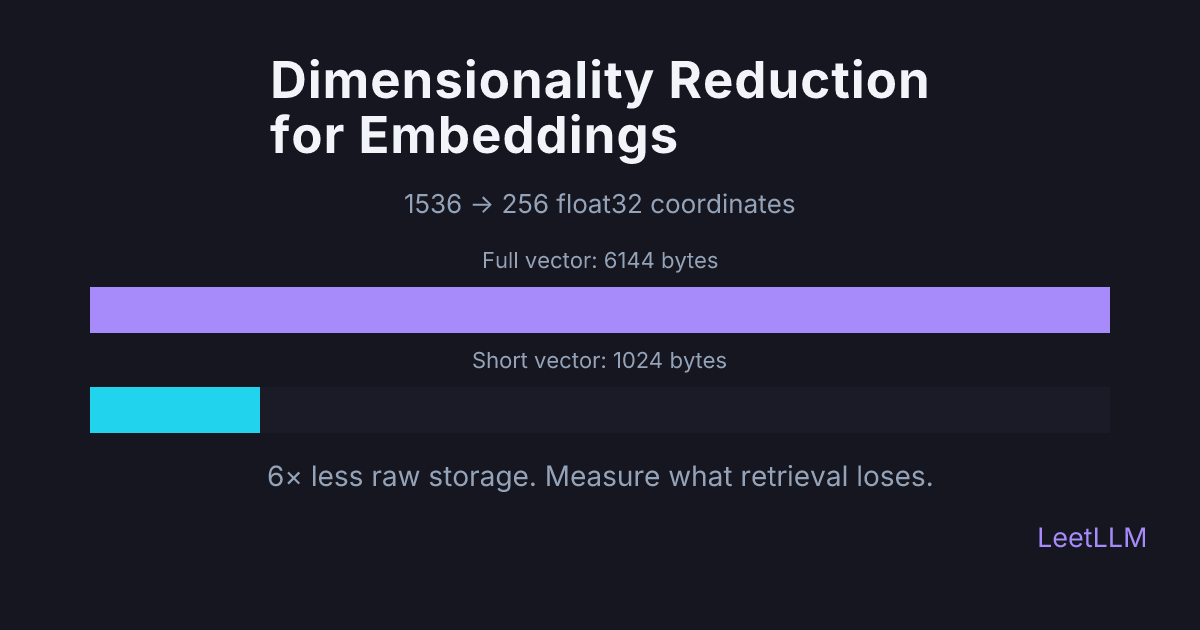 Dimensionality Reduction
for Embeddings
1536 → 256 float32 coordinates
Full vector: 6144 bytes
Short vector: 1024 bytes
6× less raw storage. Measure what retrieval loses.
LeetLLM